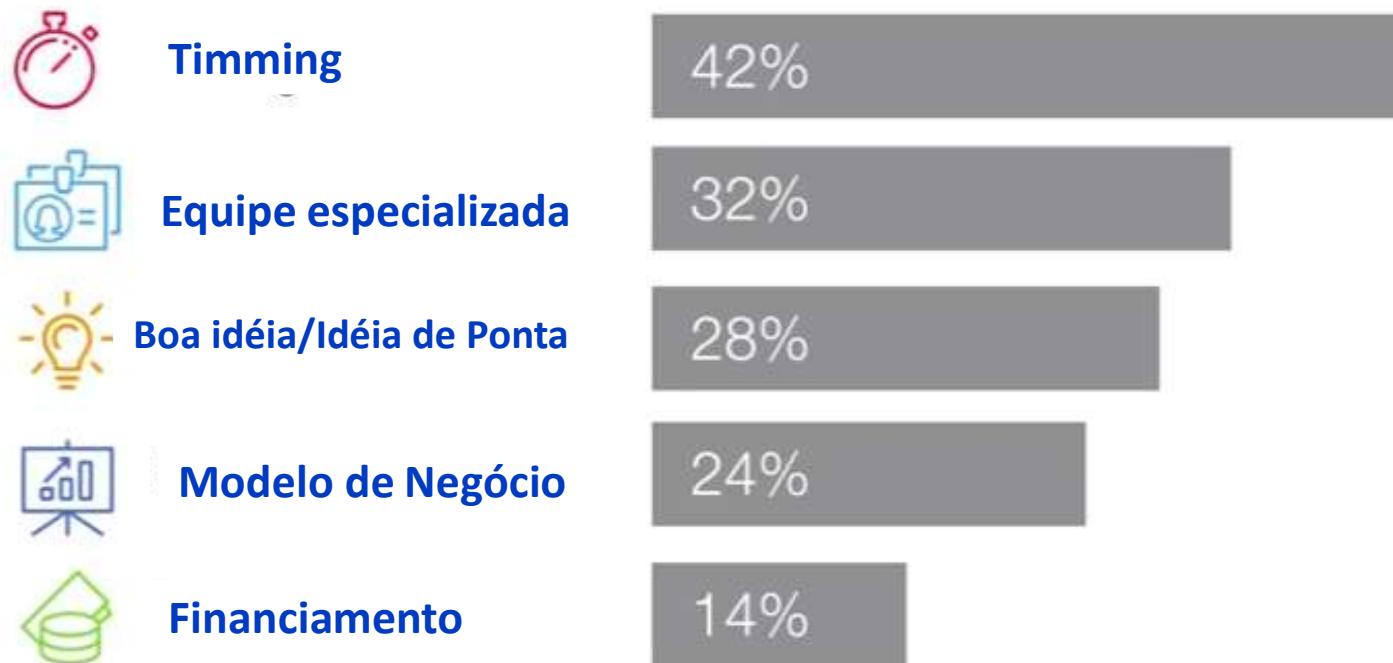 Timming 42%
Equipe especializada 32%
Boa idéia/Idéia de Ponta 28%
Modelo de Negócio 24%
Financiamento 14%